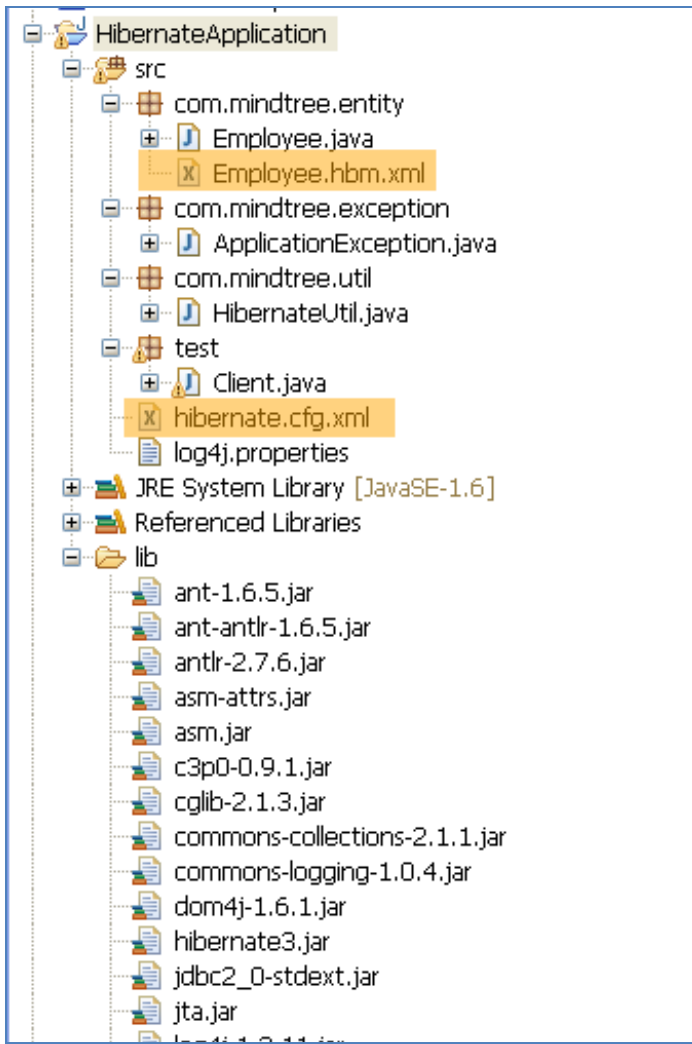 HibernateApplication
src
com.mindtree.entity
Employee.java
Employee.hbm.xml
com.mindtree.exception
ApplicationException.java
com.mindtree.util
HibernateUtil.java
test
Client.java
hibernate.cfg.xml
log4j.properties
JRE System Library [JavaSE-1.6]
Referenced Libraries
lib
ant-1.6.5.jar
ant-antlr-1.6.5.jar
antlr-2.7.6.jar
asm-attrs.jar
asm.jar
c3p0-0.9.1.jar
cglib-2.1.3.jar
commons-collections-2.1.1.jar
commons-logging-1.0.4.jar
dom4j-1.6.1.jar
hibernate3.jar
jdbc2_0-stdext.jar
jta.jar